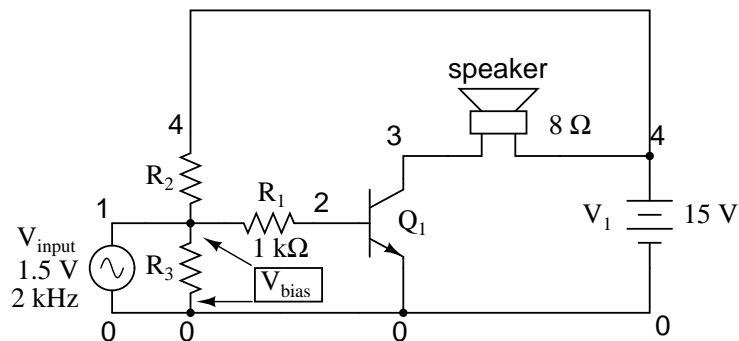 speaker
4
3
8 Ω
4
R2
R1
1
2
Q1
V1
15 V
Vinput
1.5 V
2 kHz
R3
1 kΩ
Vbias
0
0
0
0